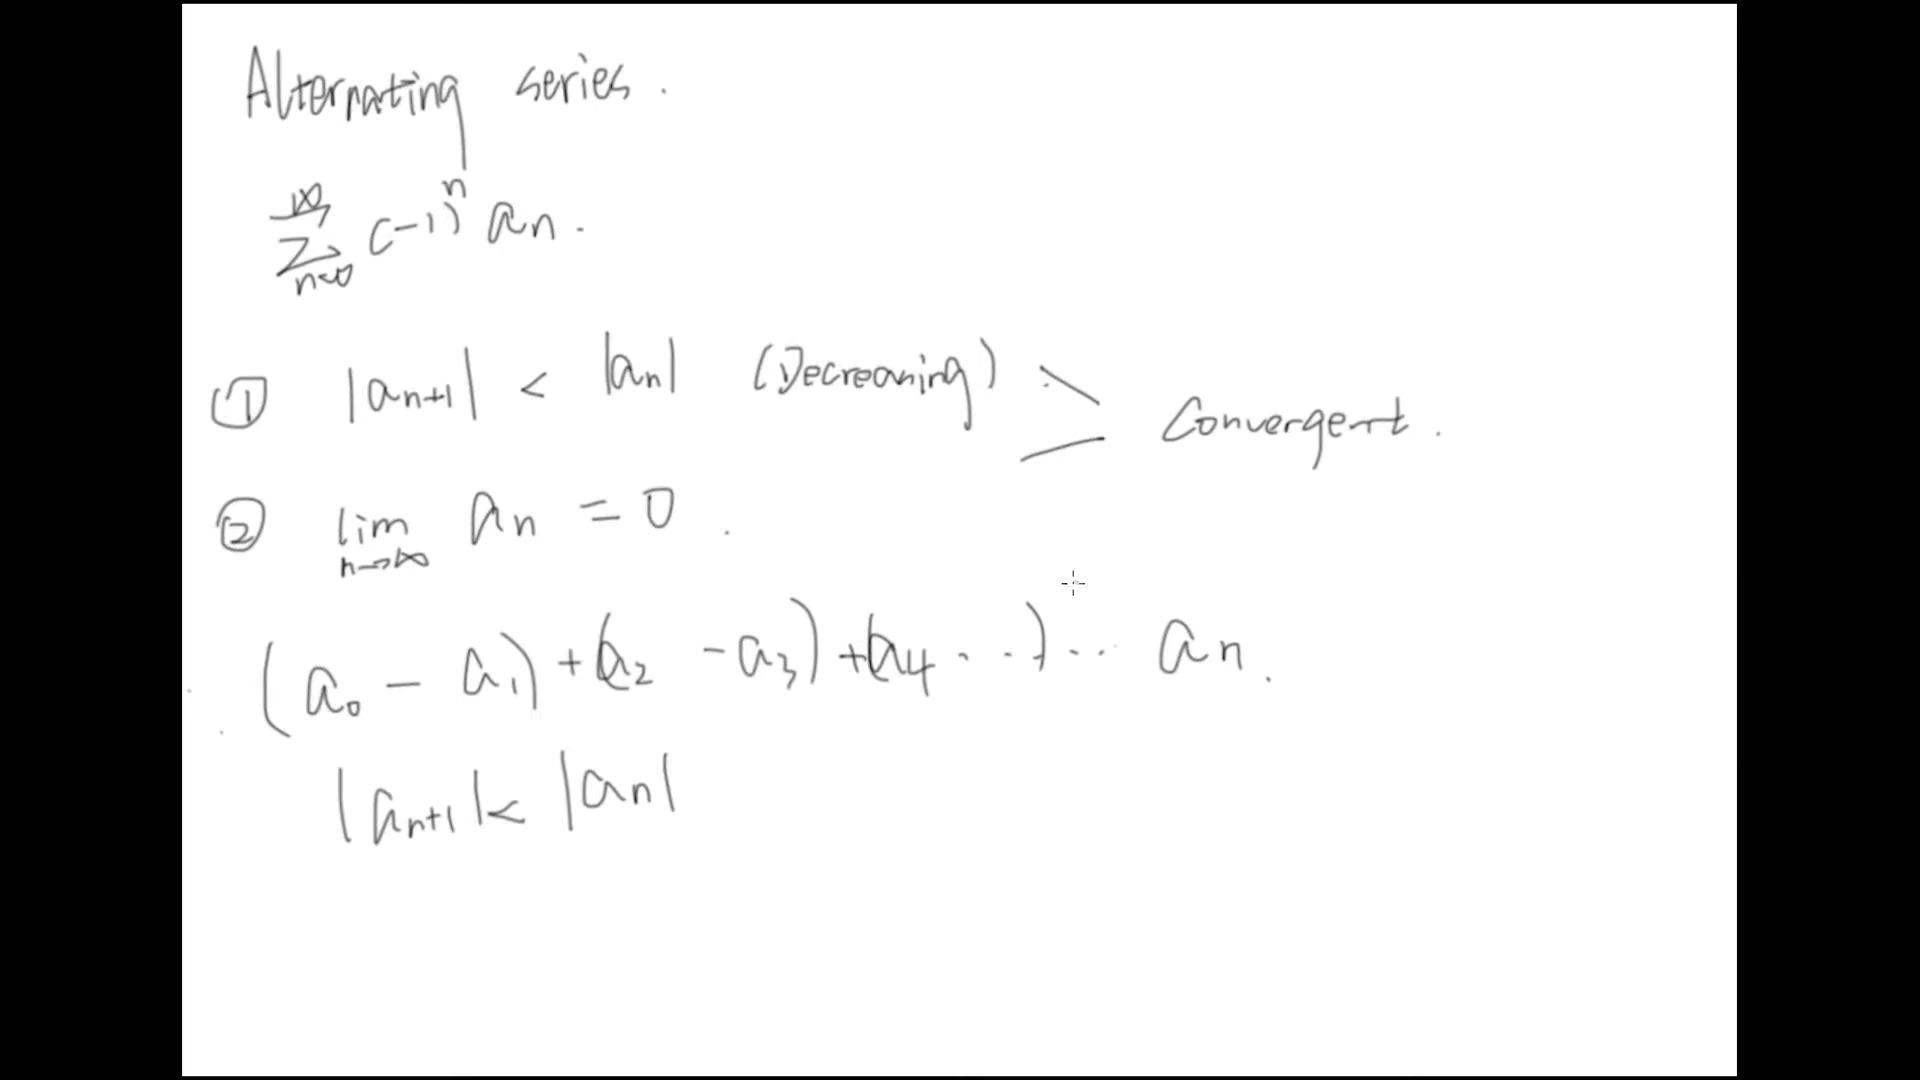 Alternating series.
∞
∑ (-1)ⁿ aₙ.
n=0
① |aₙ₊₁| < |aₙ| (Decreasing) > Convergent.
② lim aₙ = 0.
n→∞
(a₀ - a₁) + (a₂ - a₃) + (a₄ - ...) ... aₙ.
|aₙ₊₁| < |aₙ|